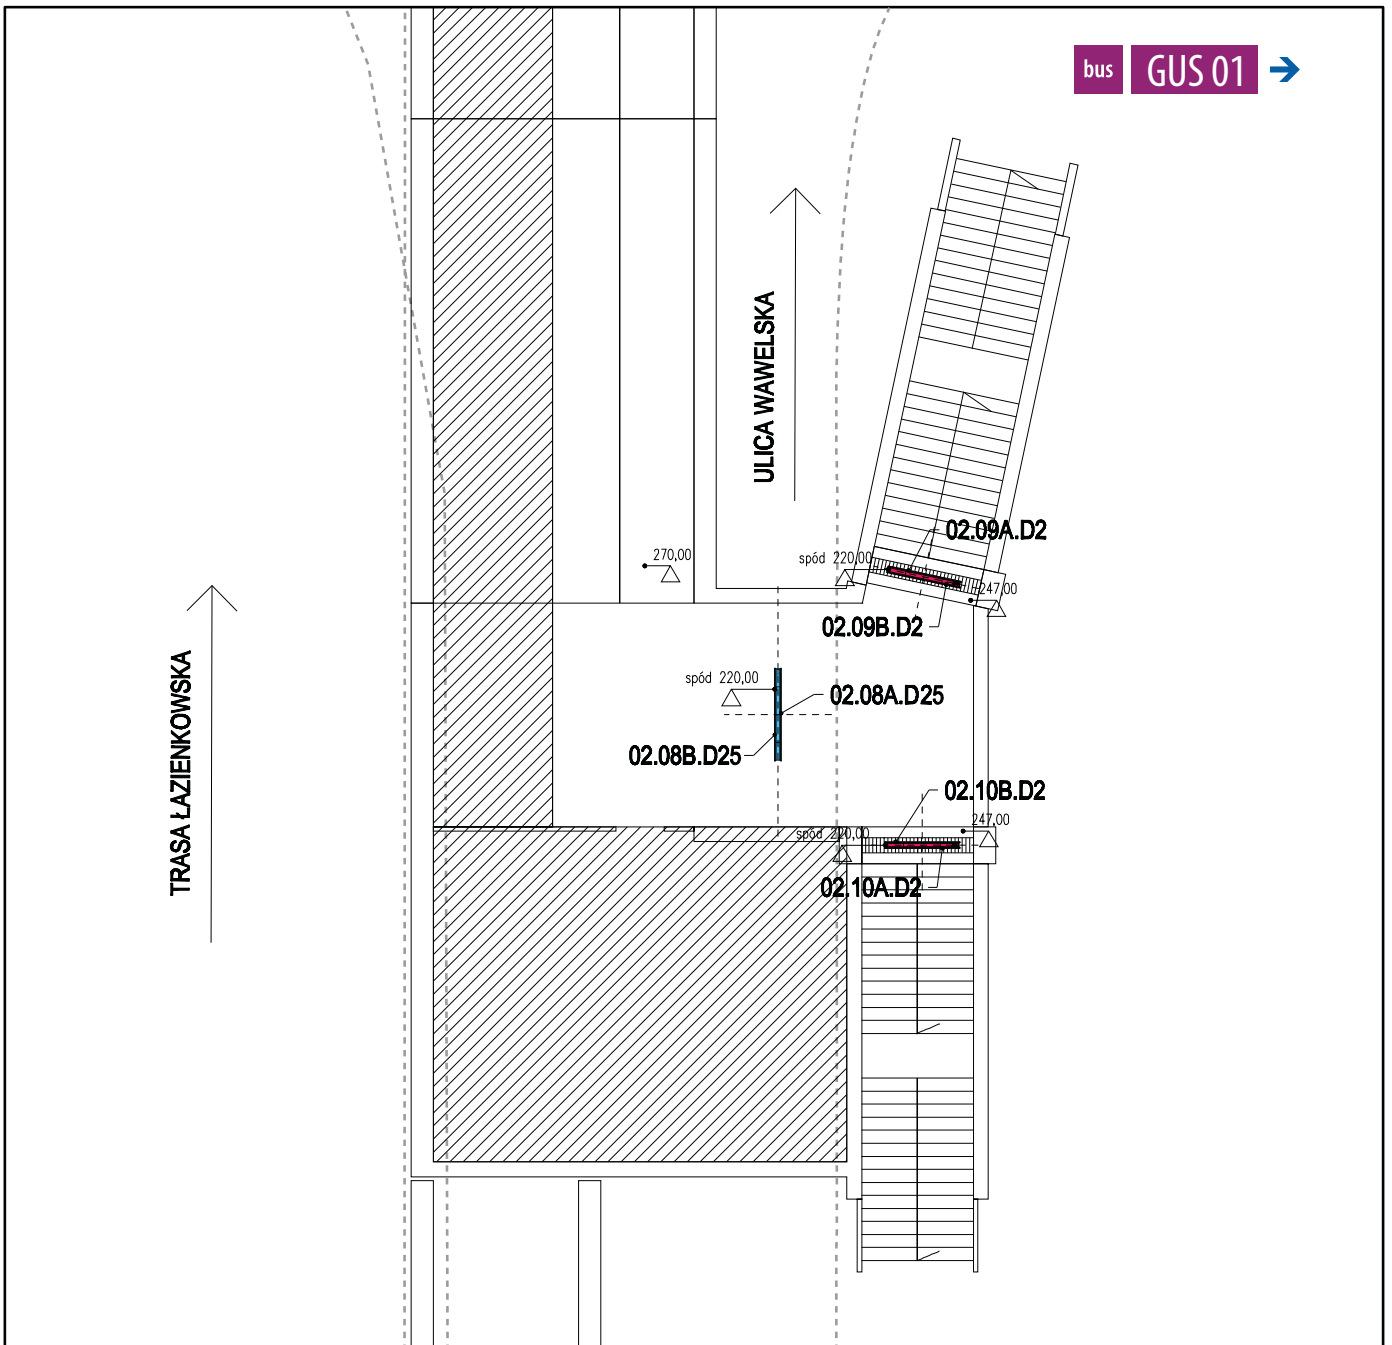 bus GUS 01
ULICA WAWELSKA
02.09A.D2
270,00
spód 220,00
247,00
02.09B.D2
TRASA ŁAZIENKOWSKA
spód 220,00
02.08A.D25
02.08B.D25
02.10B.D2
247,00
spód 220,00
02.10A.D2